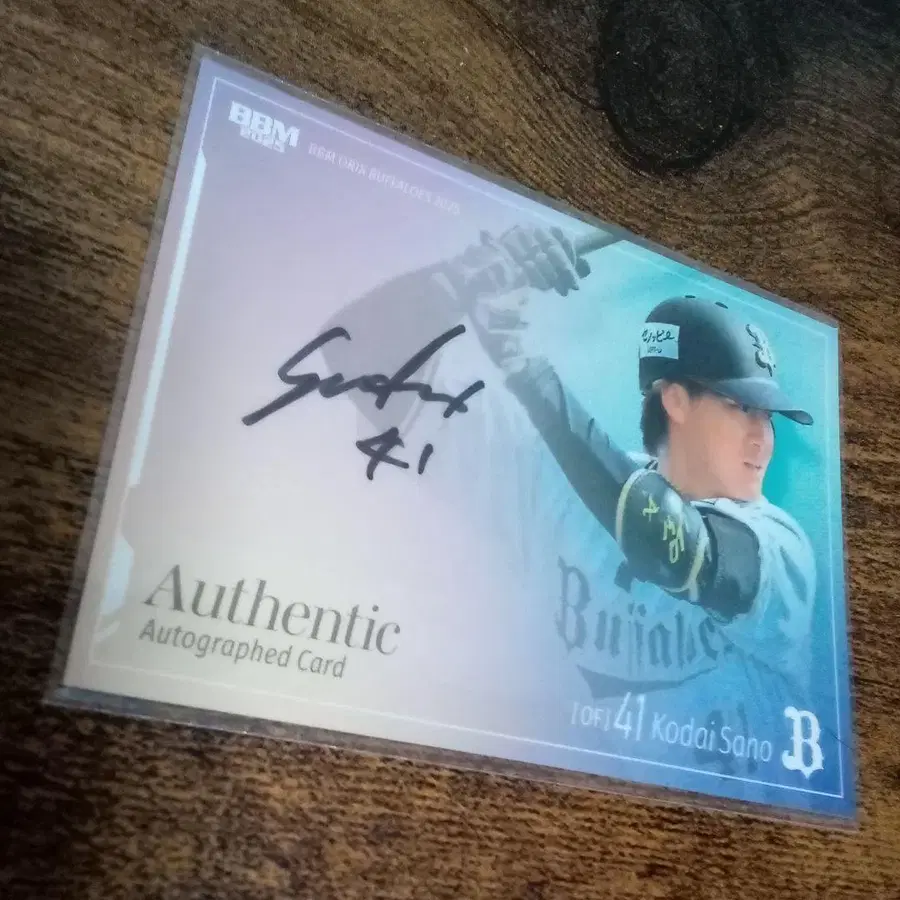 BBM
2025
BBM ORIX BUFFALOES 2025
41
Authentic
Autographed Card
Buffaloes
[OF] 41 Kodai Sano
B